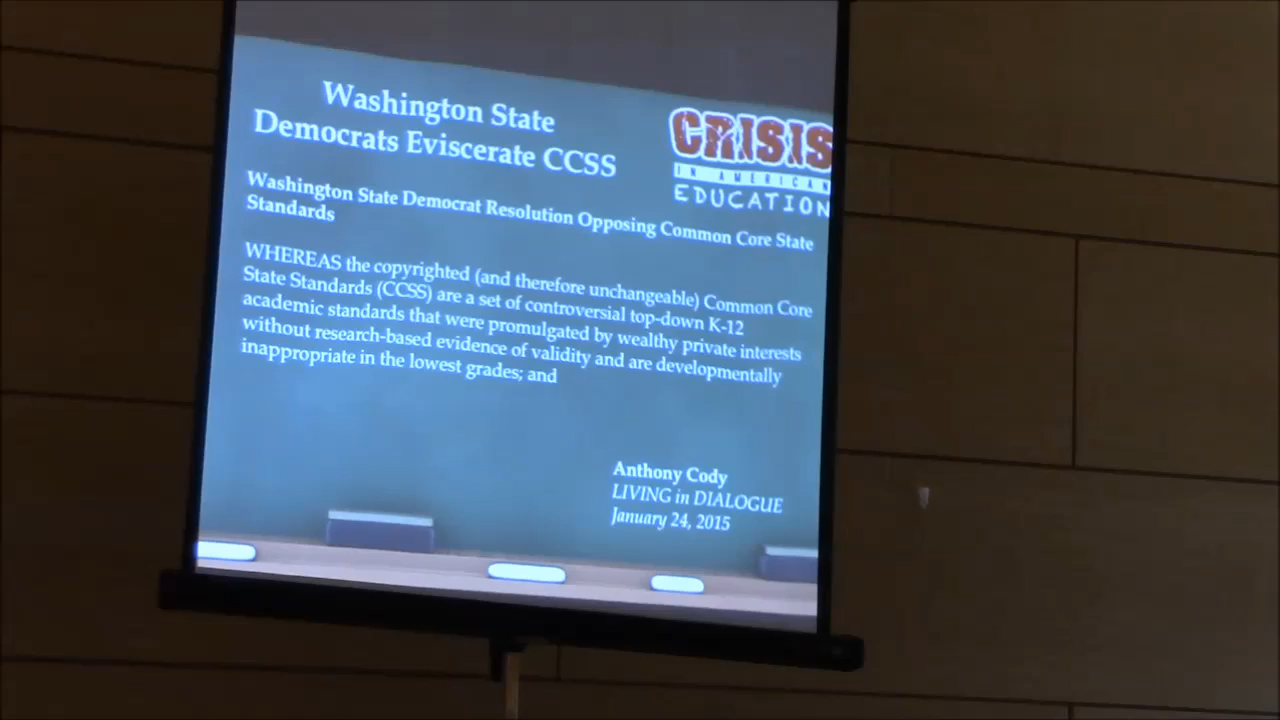 Washington State
Democrats Eviscerate CCSS
CRISIS
IN AMERICAN
EDUCATION
Washington State Democrat Resolution Opposing Common Core State
Standards
WHEREAS the copyrighted (and therefore unchangeable) Common Core
State Standards (CCSS) are a set of controversial top-down K-12
academic standards that were promulgated by wealthy private interests
without research-based evidence of validity and are developmentally
inappropriate in the lowest grades; and
Anthony Cody
LIVING in DIALOGUE
January 24, 2015